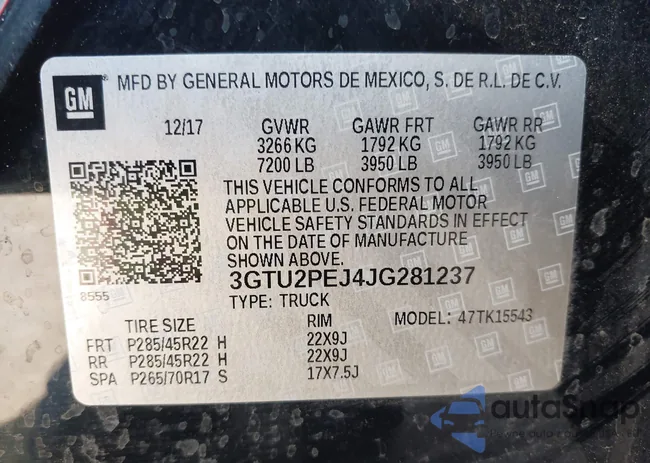 GM
MFD BY GENERAL MOTORS DE MEXICO, S. DE R.L. DE C.V.
12/17 GVWR GAWR FRT GAWR RR
3266 KG 1792 KG 1792 KG
7200 LB 3950 LB 3950 LB
THIS VEHICLE CONFORMS TO ALL
APPLICABLE U.S. FEDERAL MOTOR
VEHICLE SAFETY STANDARDS IN EFFECT
ON THE DATE OF MANUFACTURE
SHOWN ABOVE.
8555
3GTU2PEJ4JG281237
TYPE: TRUCK
TIRE SIZE RIM MODEL: 47TK15543
FRT P285/45R22 H 22X9J
RR P285/45R22 H 22X9J
SPA P265/70R17 S 17X7.5J
autoSnap